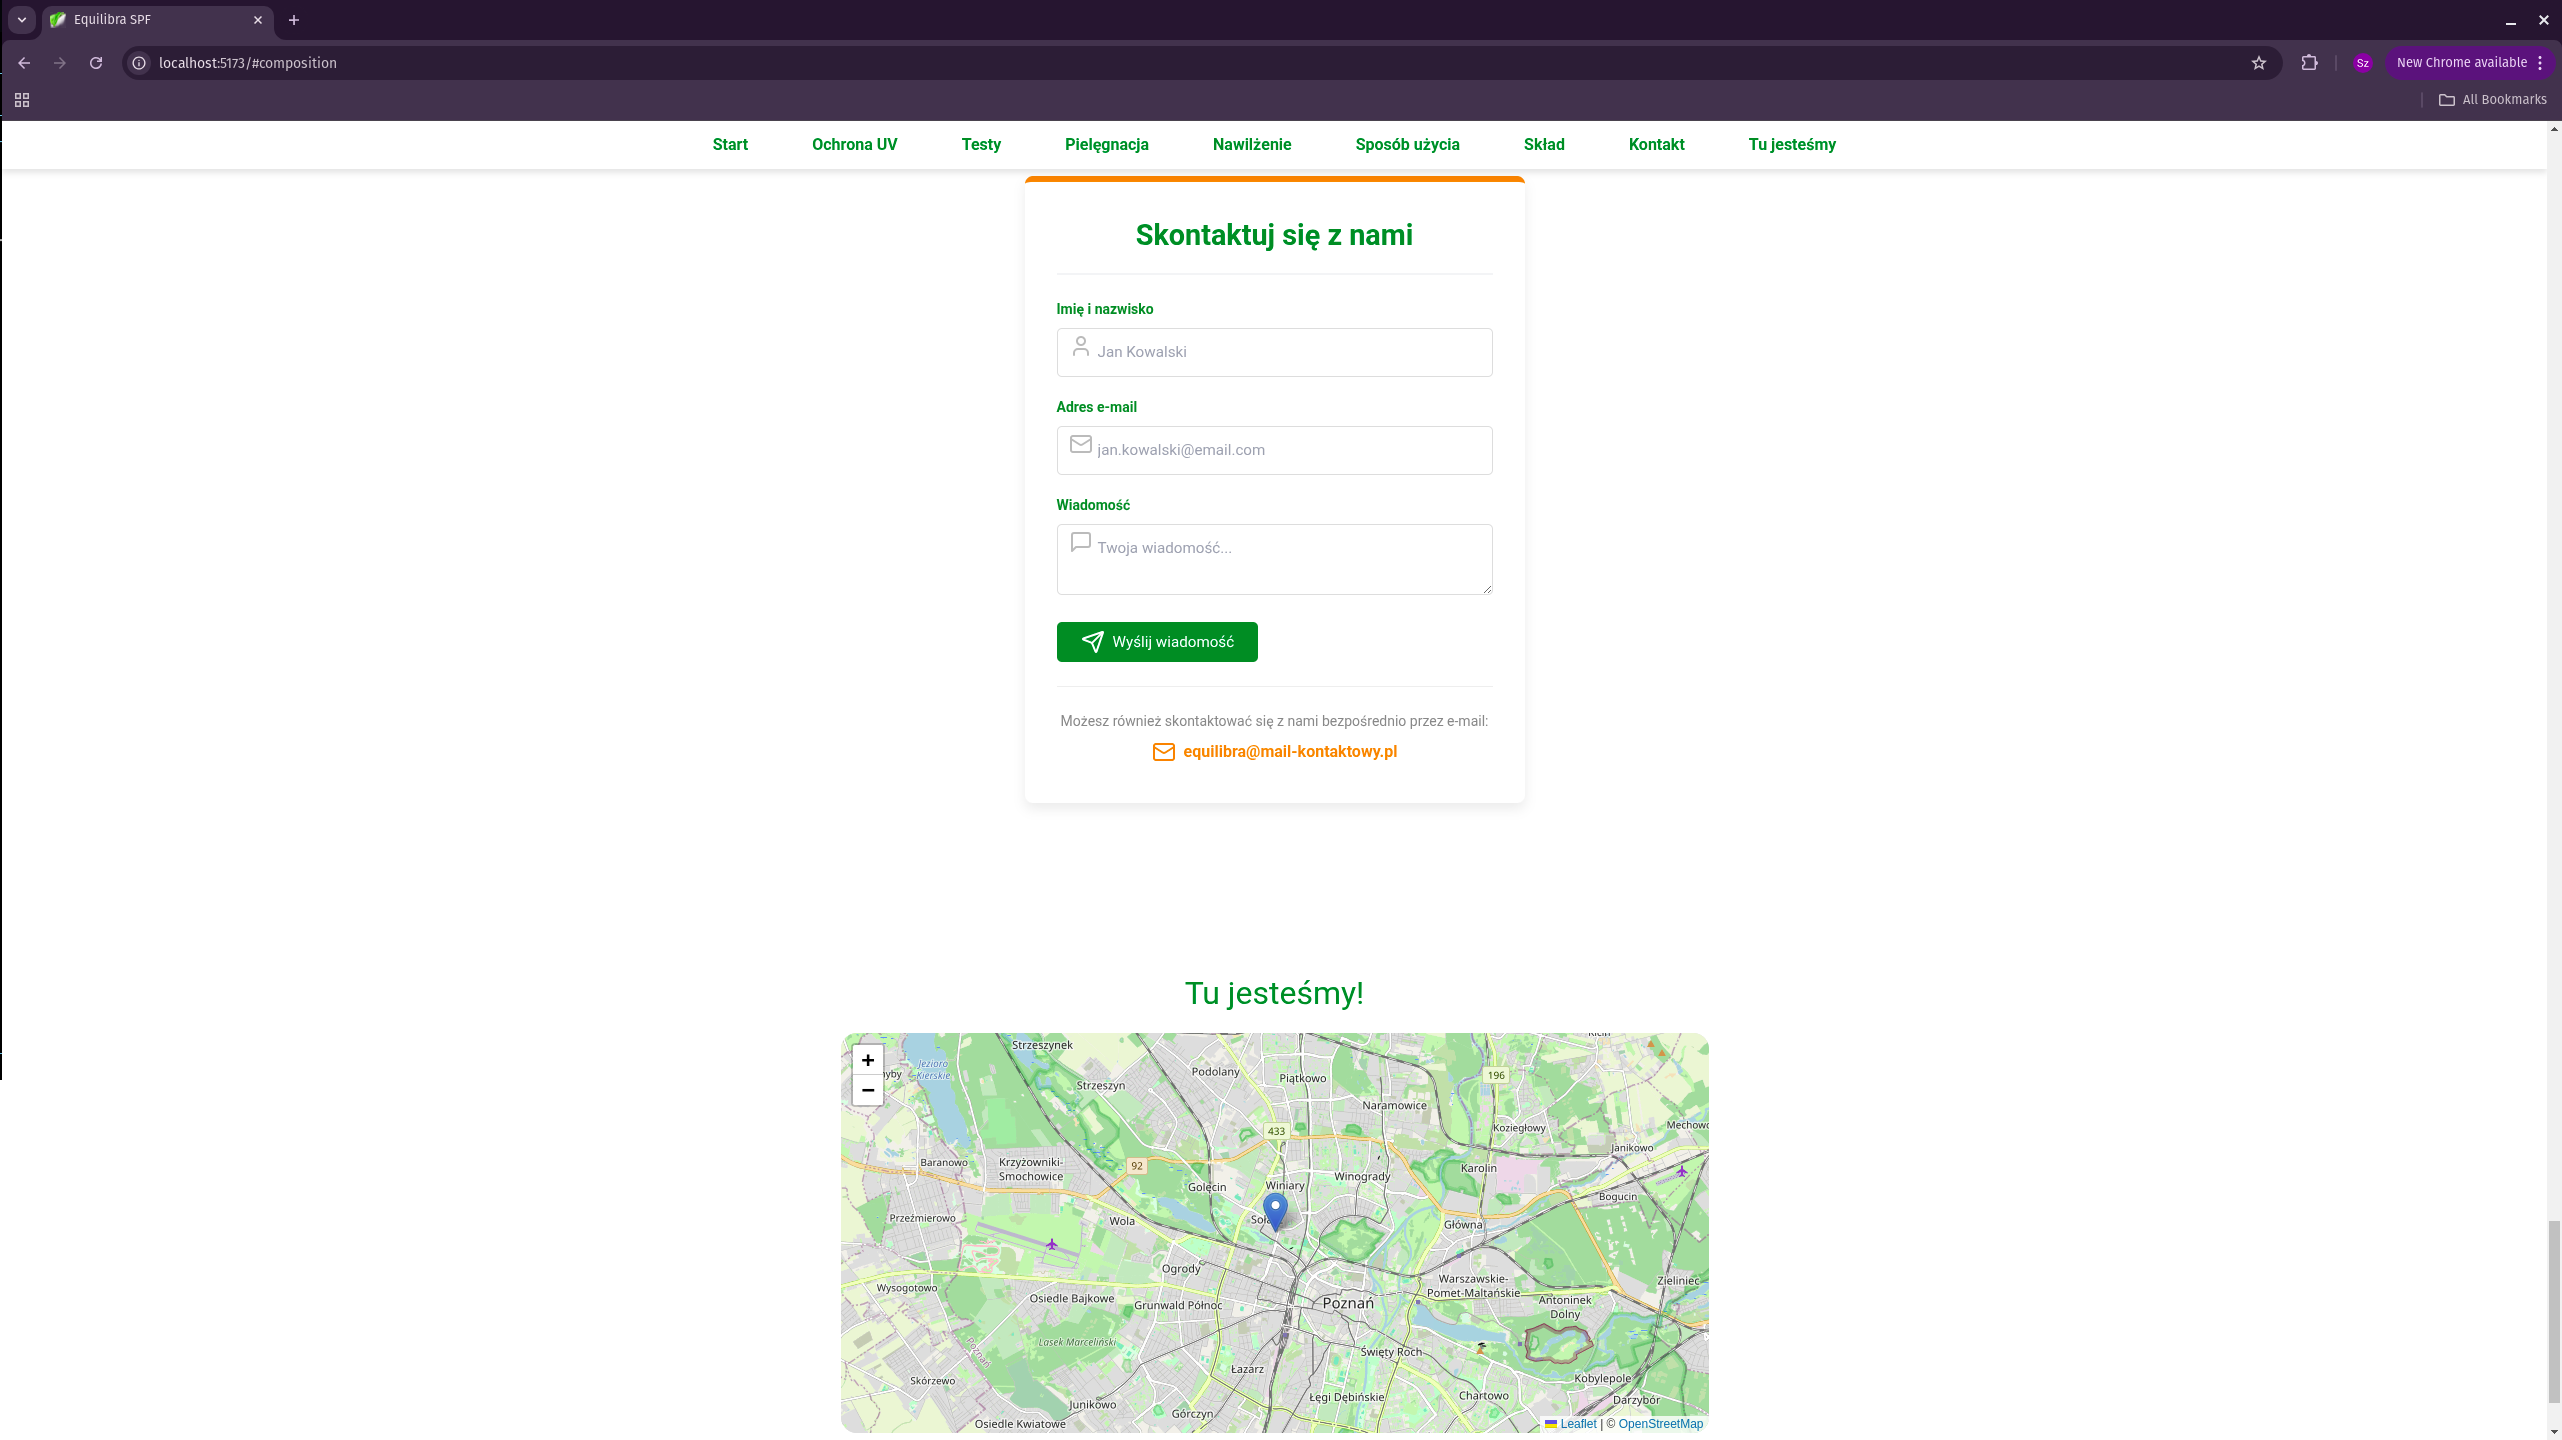 Equilibra SPF
localhost:5173/#composition
Sz
New Chrome available
All Bookmarks
Start
Ochrona UV
Testy
Pielęgnacja
Nawilżenie
Sposób użycia
Skład
Kontakt
Tu jesteśmy
Skontaktuj się z nami
Imię i nazwisko
Jan Kowalski
Adres e-mail
jan.kowalski@email.com
Wiadomość
Twoja wiadomość...
Wyślij wiadomość
Możesz również skontaktować się z nami bezpośrednio przez e-mail:
equilibra@mail-kontaktowy.pl
Tu jesteśmy!
+
−
Strzeszynek
Jezioro
Kierskie
Strzeszyn
Podolany
Piątkowo
196
Naramowice
Koziegłowy
433
Janikowo
Baranowo
Krzyżowniki-
Smochowice
92
Golęcin
Winiary
Winogrady
Karolin
Bogucin
Przeźmierowo
Wola
Główna
Ogrody
Wysogotowo
Osiedle Bajkowe
Grunwald Północ
Poznań
Warszawskie-
Pomet-Maltańskie
Zieliniec
Antoninek
Dolny
Lasek Marceliński
Poznań
Święty Roch
Łazarz
Skórzewo
Kobylepole
Junikowo
Łęgi Dębińskie
Chartowo
Darzybór
Górczyn
Osiedle Kwiatowe
Leaflet | © OpenStreetMap